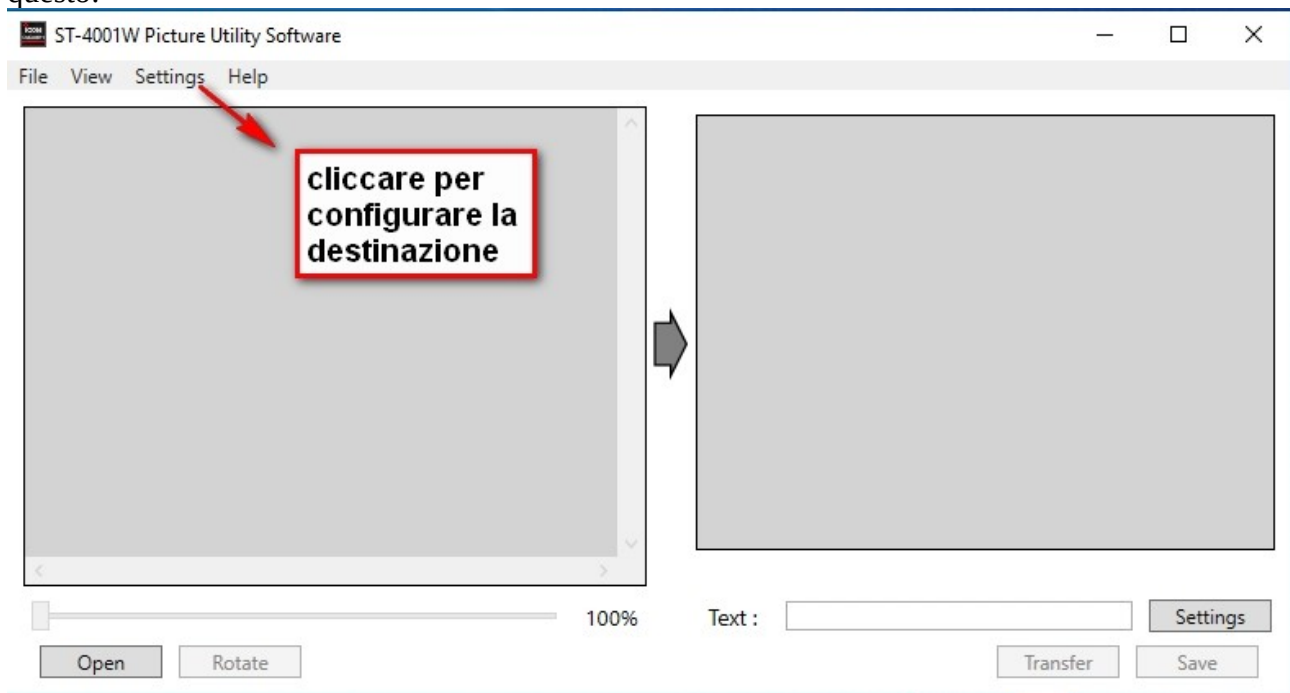 ST-4001W Picture Utility Software
File View Settings Help
cliccare per
configurare la
destinazione
100%
Text :
Settings
Open
Rotate
Transfer
Save